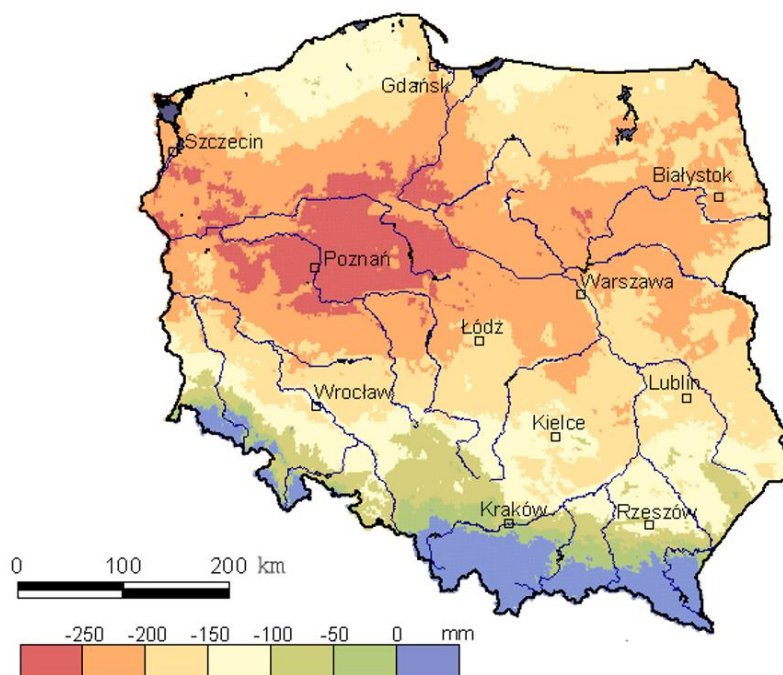 Gdańsk
Szczecin
Białystok
Poznań
Warszawa
Łódź
Lublin
Wrocław
Kielce
Kraków
Rzeszów
0 100 200 km
-250 -200 -150 -100 -50 0 mm